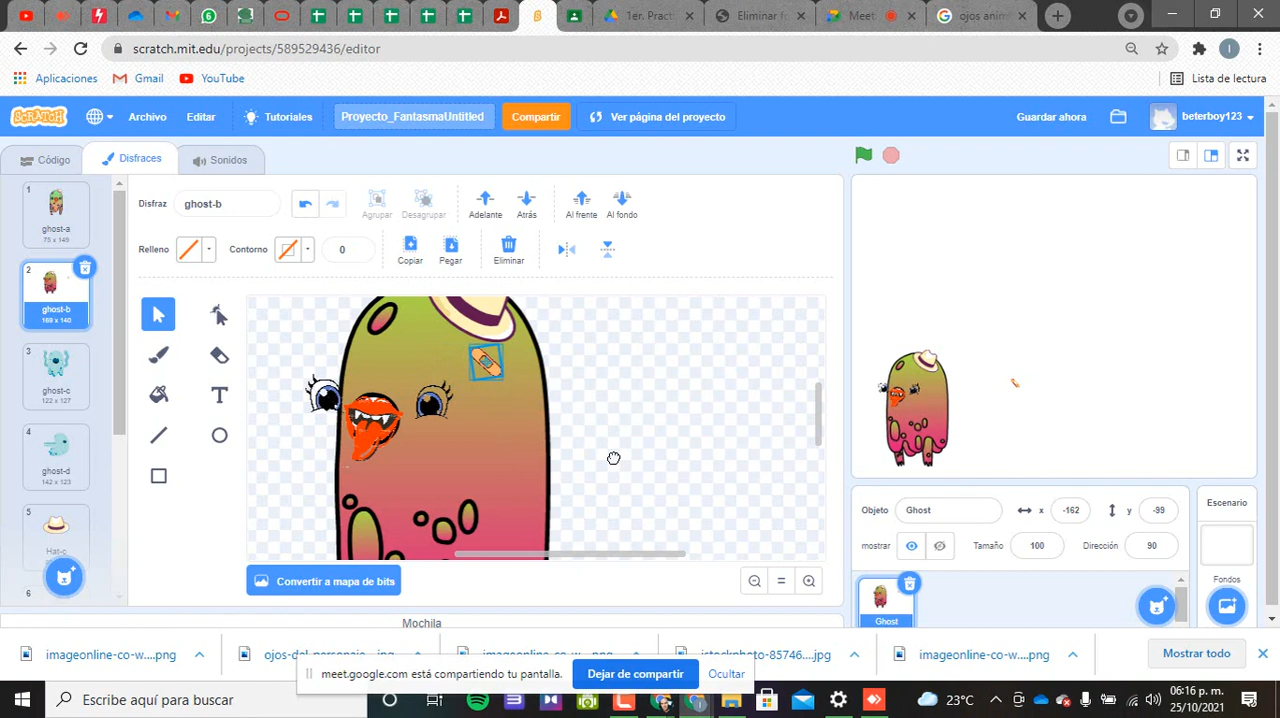 1er. Practi
Eliminar fo
Meet
ojos anim
scratch.mit.edu/projects/589529436/editor
Aplicaciones
Gmail
YouTube
Lista de lectura
SCRATCH
Archivo
Editar
Tutoriales
Proyecto_FantasmaUntitled
Compartir
Ver página del proyecto
Guardar ahora
beterboy123
Código
Disfraces
Sonidos
1
ghost-a
75 x 149
2
ghost-b
169 x 140
3
ghost-c
122 x 127
4
ghost-d
142 x 123
5
Hat-c
6
Disfraz
ghost-b
Agrupar
Desagrupar
Adelante
Atrás
Al frente
Al fondo
Relleno
Contorno
0
Copiar
Pegar
Eliminar
T
Convertir a mapa de bits
Mochila
Objeto
Ghost
x
-162
y
-99
mostrar
Tamaño
100
Dirección
90
Ghost
Escenario
Fondos
imageonline-co-w....png
ojos-del-personaje
imageonline-co-w....png
istockphoto-85746....jpg
imageonline-co-w....png
Mostrar todo
meet.google.com está compartiendo tu pantalla.
Dejar de compartir
Ocultar
Escribe aquí para buscar
23°C
06:16 p. m.
25/10/2021